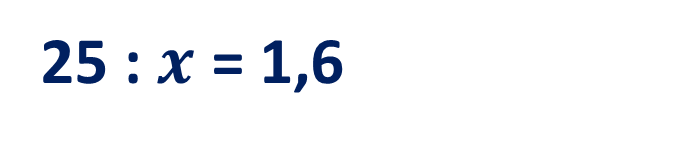 25 : x = 1,6